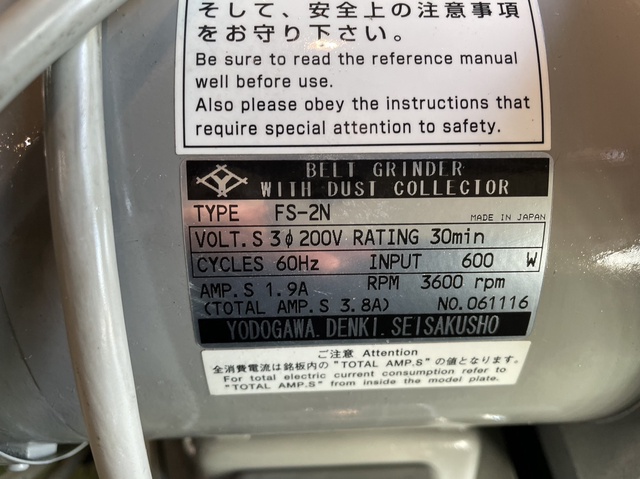 そして、安全上の注意事項
をお守り下さい。
Be sure to read the reference manual
well before use.
Also please obey the instructions that
require special attention to safety.
BELT GRINDER
WITH DUST COLLECTOR
TYPE FS-2N MADE IN JAPAN
VOLT.S 3φ 200V RATING 30min
CYCLES 60Hz INPUT 600 W
AMP.S 1.9A RPM 3600 rpm
(TOTAL AMP.S 3.8A) NO.061116
YODOGAWA.DENKI.SEISAKUSHO
ご注意 Attention
全消費電流は銘板内の"TOTAL AMP.S"の値となります。
For total electric current consumption refer to
"TOTAL AMP.S" from inside the model plate.